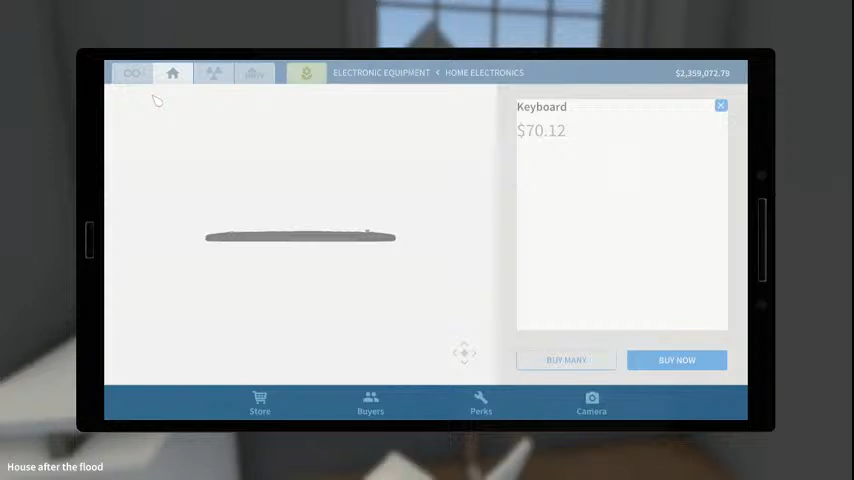 ELECTRONIC EQUIPMENT < HOME ELECTRONICS
$2,359,072.79
Keyboard
$70.12
BUY MANY
BUY NOW
Store
Buyers
Perks
Camera
House after the flood